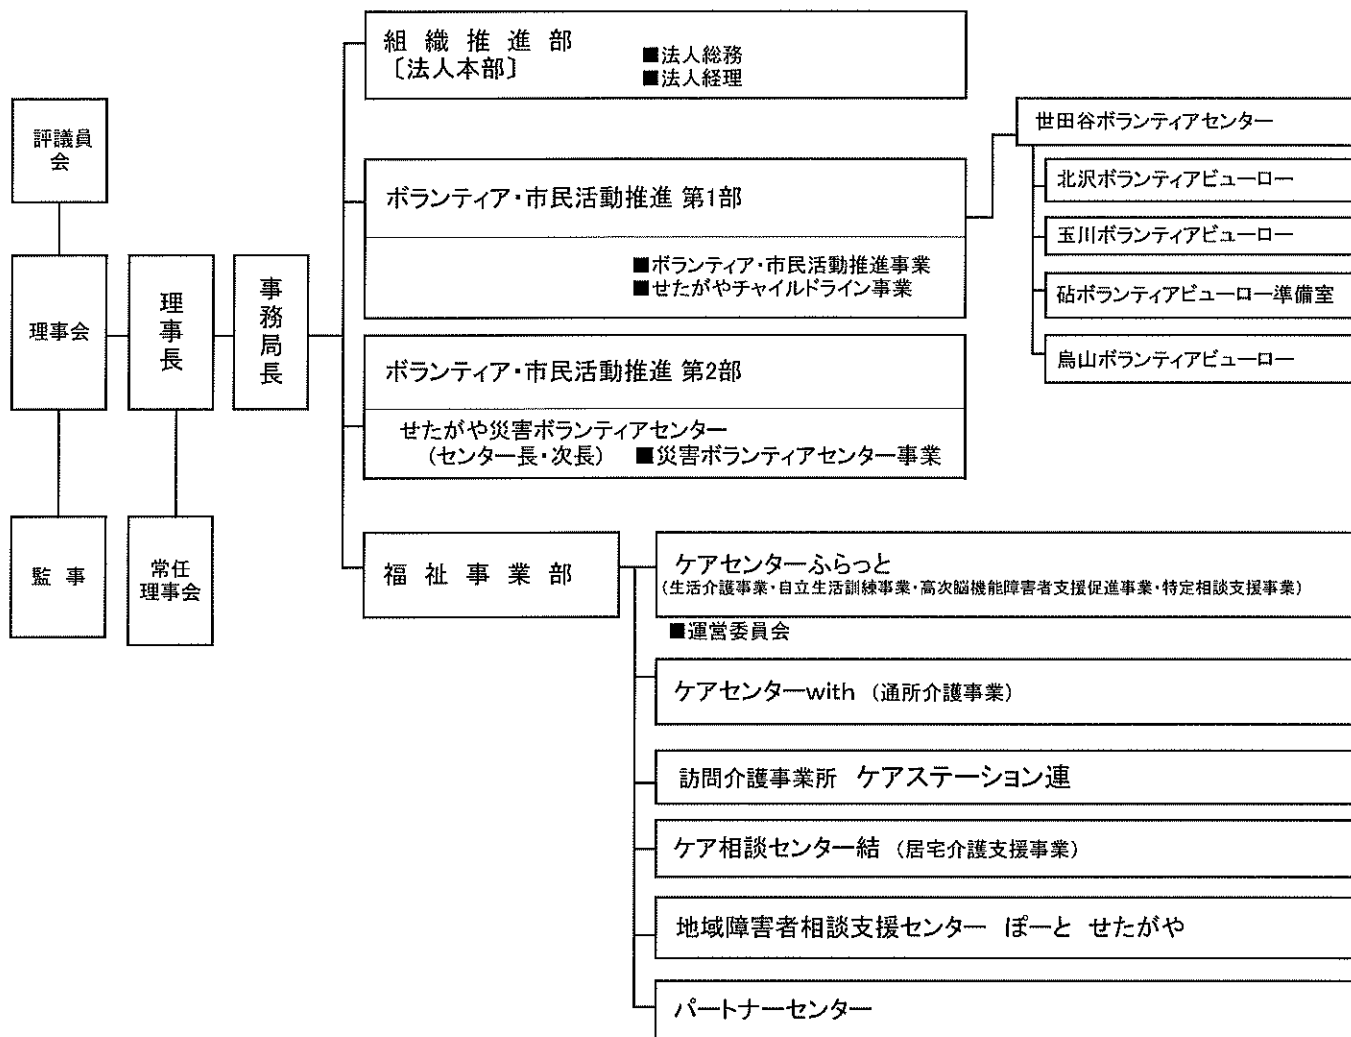 評議員
会
理事会
監 事
理事長
常任
理事会
事務局長
組 織 推 進 部
〔法人本部〕
■法人総務
■法人経理
ボランティア・市民活動推進 第1部
■ボランティア・市民活動推進事業
■せたがやチャイルドライン事業
世田谷ボランティアセンター
北沢ボランティアビューロー
玉川ボランティアビューロー
砧ボランティアビューロー準備室
烏山ボランティアビューロー
ボランティア・市民活動推進 第2部
せたがや災害ボランティアセンター
(センター長・次長) ■災害ボランティアセンター事業
福 祉 事 業 部
ケアセンターふらっと
(生活介護事業・自立生活訓練事業・高次脳機能障害者支援促進事業・特定相談支援事業)
■運営委員会
ケアセンターwith (通所介護事業)
訪問介護事業所 ケアステーション連
ケア相談センター結 (居宅介護支援事業)
地域障害者相談支援センター ぽーと せたがや
パートナーセンター